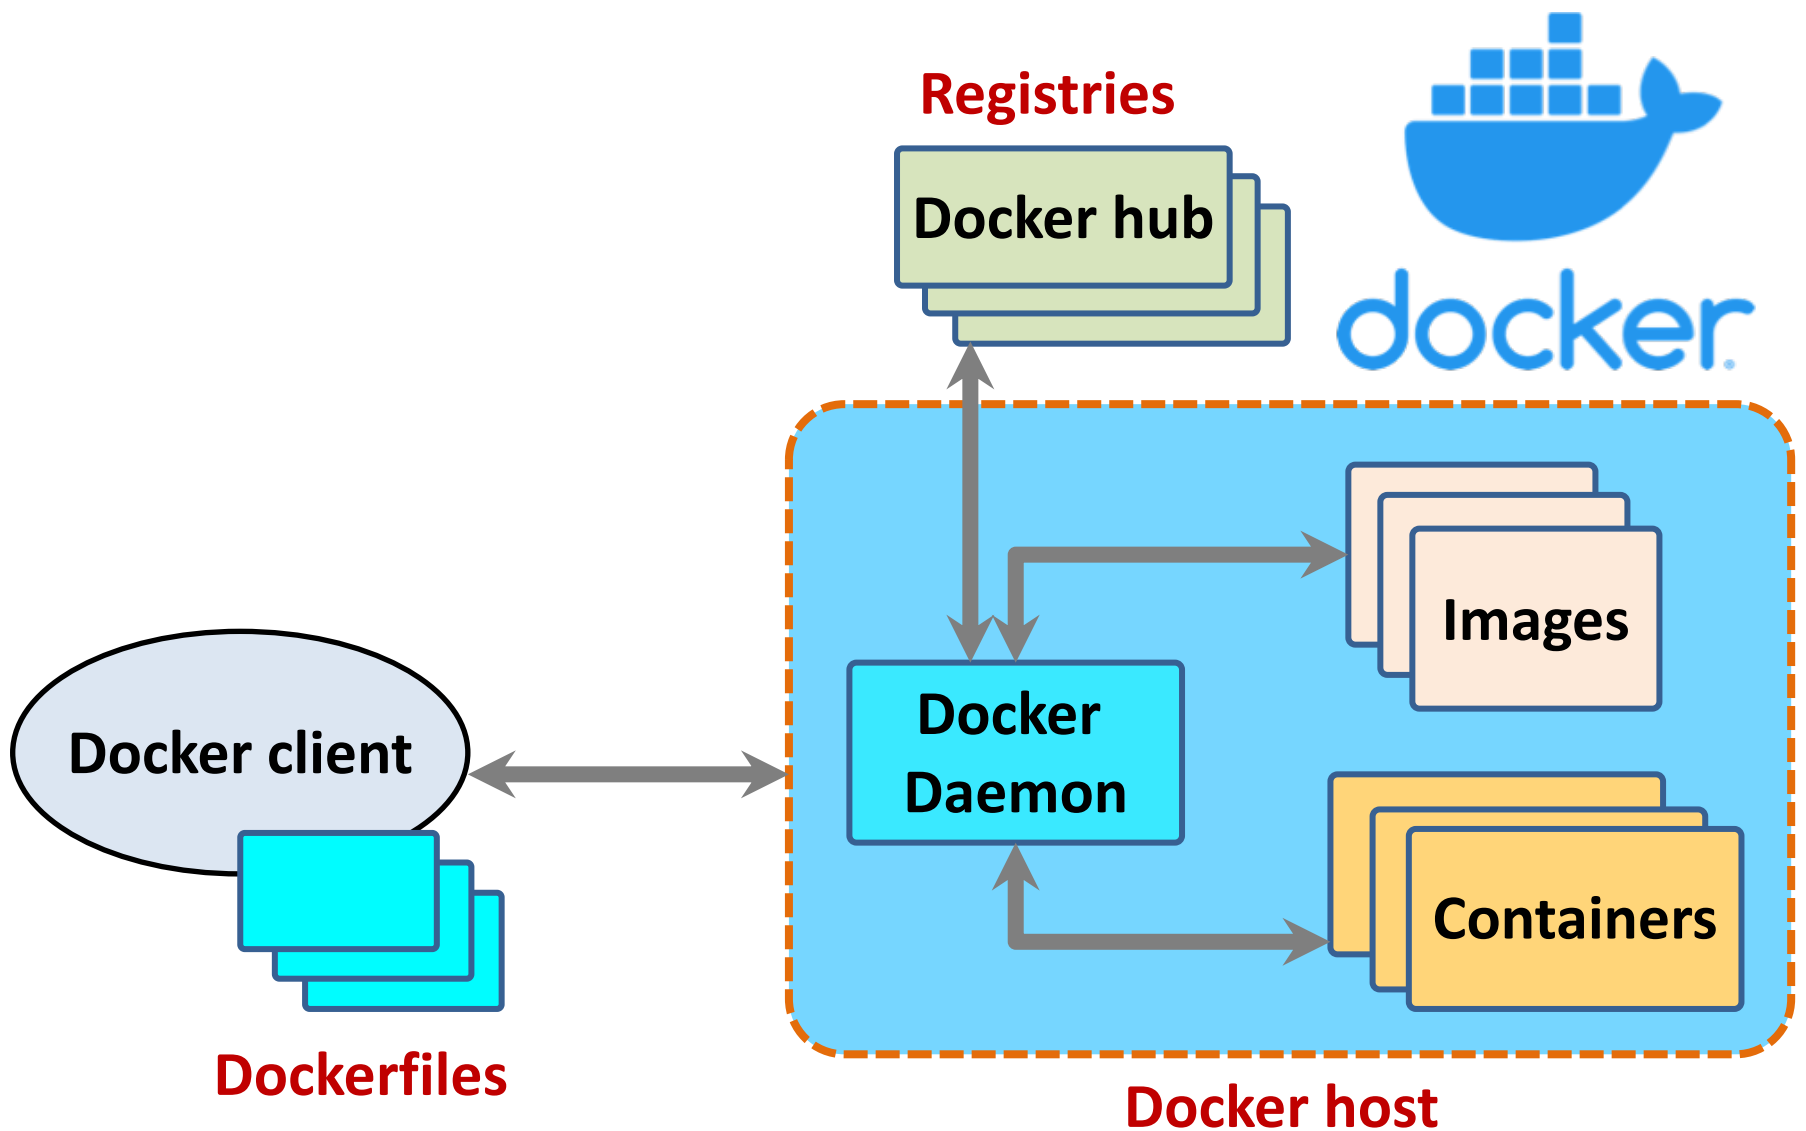 Registries
Docker hub
docker
Images
Docker
Daemon
Docker client
Containers
Dockerfiles
Docker host